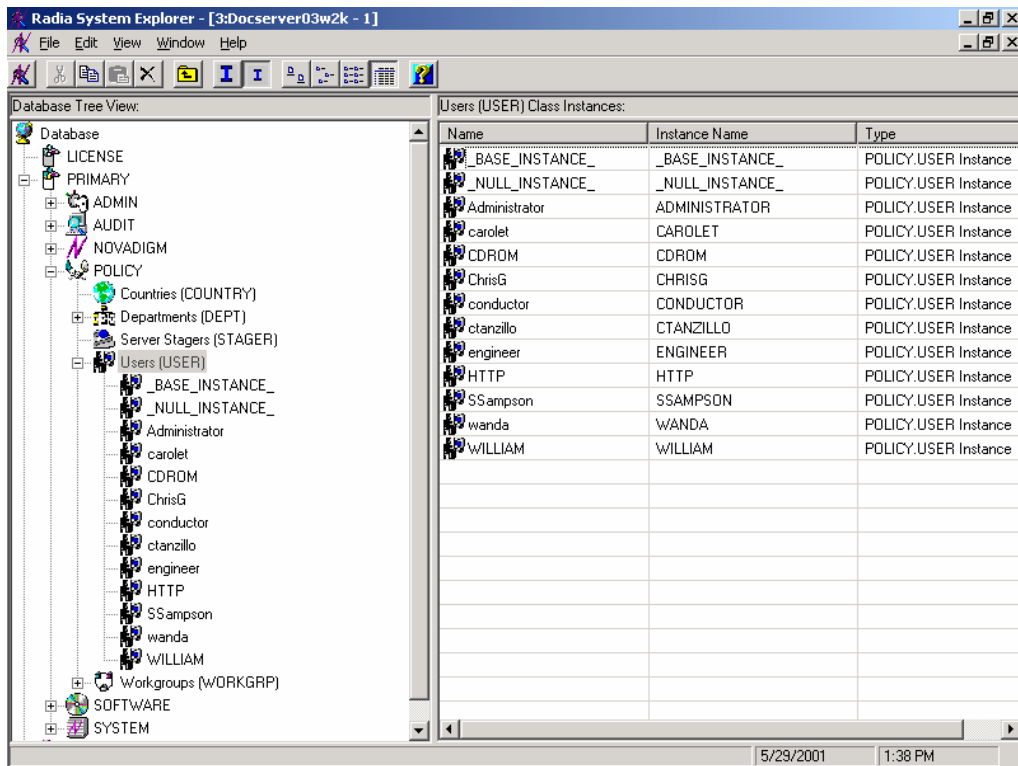 Radia System Explorer - [3:Docserver03w2k - 1]
File Edit View Window Help
Database Tree View:
Database
LICENSE
PRIMARY
ADMIN
AUDIT
NOVADIGM
POLICY
Countries (COUNTRY)
Departments (DEPT)
Server Stagers (STAGER)
Users (USER)
_BASE_INSTANCE_
_NULL_INSTANCE_
Administrator
carolet
CDROM
ChrisG
conductor
ctanzillo
engineer
HTTP
SSampson
wanda
WILLIAM
Workgroups (WORKGRP)
SOFTWARE
SYSTEM
Users (USER) Class Instances:
Name Instance Name Type
_BASE_INSTANCE_ _BASE_INSTANCE_ POLICY.USER Instance
_NULL_INSTANCE_ _NULL_INSTANCE_ POLICY.USER Instance
Administrator ADMINISTRATOR POLICY.USER Instance
carolet CAROLET POLICY.USER Instance
CDROM CDROM POLICY.USER Instance
ChrisG CHRISG POLICY.USER Instance
conductor CONDUCTOR POLICY.USER Instance
ctanzillo CTANZILLO POLICY.USER Instance
engineer ENGINEER POLICY.USER Instance
HTTP HTTP POLICY.USER Instance
SSampson SSAMPSON POLICY.USER Instance
wanda WANDA POLICY.USER Instance
WILLIAM WILLIAM POLICY.USER Instance
5/29/2001 1:38 PM